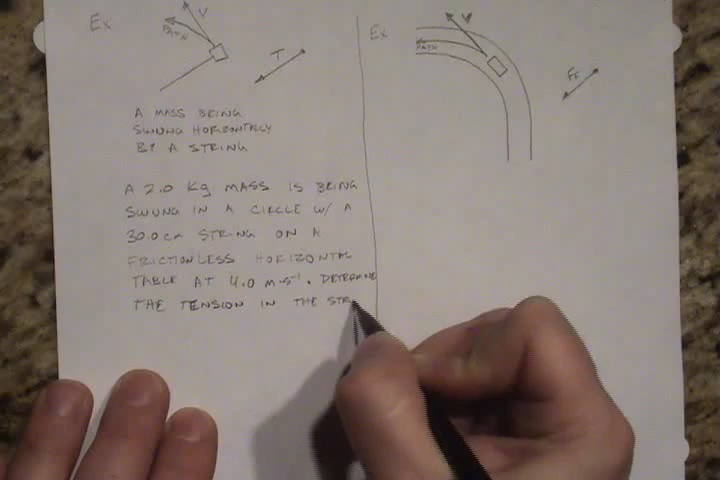 Ex
V
PATH
T
A MASS BEING
SWUNG HORIZONTALLY
BY A STRING
A 2.0 Kg MASS IS BEING
SWUNG IN A CIRCLE W/ A
30.0 cm STRING ON A
FRICTIONLESS HORIZONTAL
TABLE AT 4.0 m·s⁻¹. DETERMINE
THE TENSION IN THE STR
Ex
V
PATH
Ff